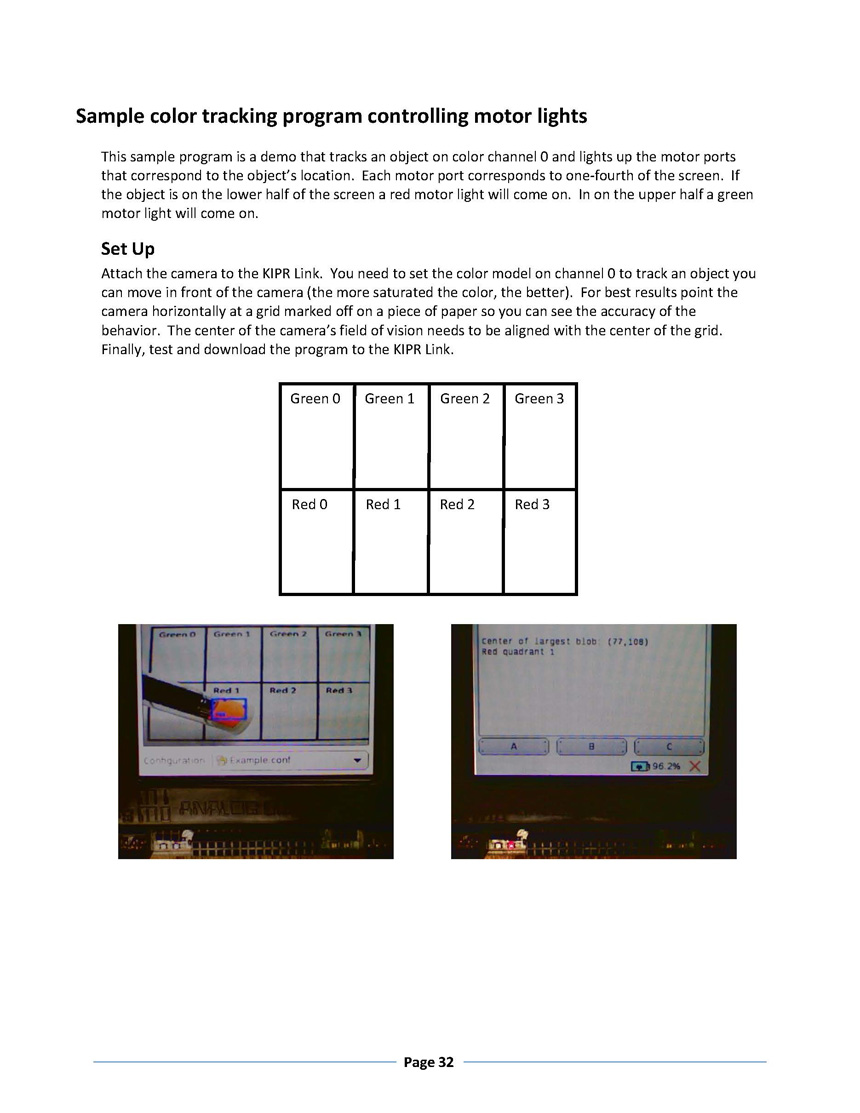 Sample color tracking program controlling motor lights
This sample program is a demo that tracks an object on color channel 0 and lights up the motor ports
that correspond to the object's location.  Each motor port corresponds to one-fourth of the screen.  If
the object is on the lower half of the screen a red motor light will come on.  In on the upper half a green
motor light will come on.
Set Up
Attach the camera to the KIPR Link.  You need to set the color model on channel 0 to track an object you
can move in front of the camera (the more saturated the color, the better).  For best results point the
camera horizontally at a grid marked off on a piece of paper so you can see the accuracy of the
behavior.  The center of the camera's field of vision needs to be aligned with the center of the grid.
Finally, test and download the program to the KIPR Link.
Green 0 Green 1 Green 2 Green 3
Red 0 Red 1 Red 2 Red 3
Green 0 Green 1 Green 2 Green 3
Red 1 Red 2 Red 3
Configuration Example.conf
ANALOG
Center of largest blob: (77,108)
Red quadrant 1
A B C
96.2%
Page 32